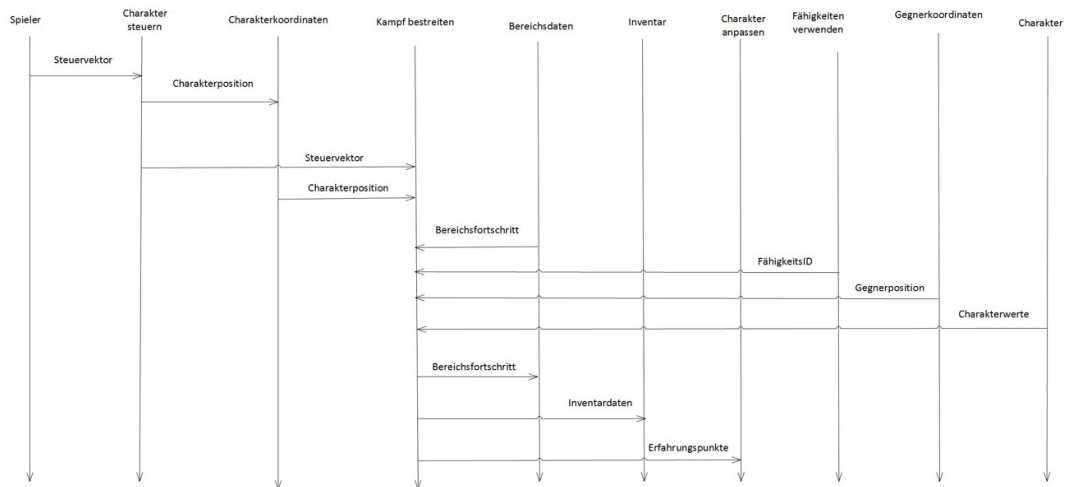 Spieler
Charakter
steuern
Charakterkoordinaten
Kampf bestreiten
Bereichsdaten
Inventar
Charakter
anpassen
Fähigkeiten
verwenden
Gegnerkoordinaten
Charakter
Steuervektor
Charakterposition
Steuervektor
Charakterposition
Bereichsfortschritt
FähigkeitsID
Gegnerposition
Charakterwerte
Bereichsfortschritt
Inventardaten
Erfahrungspunkte